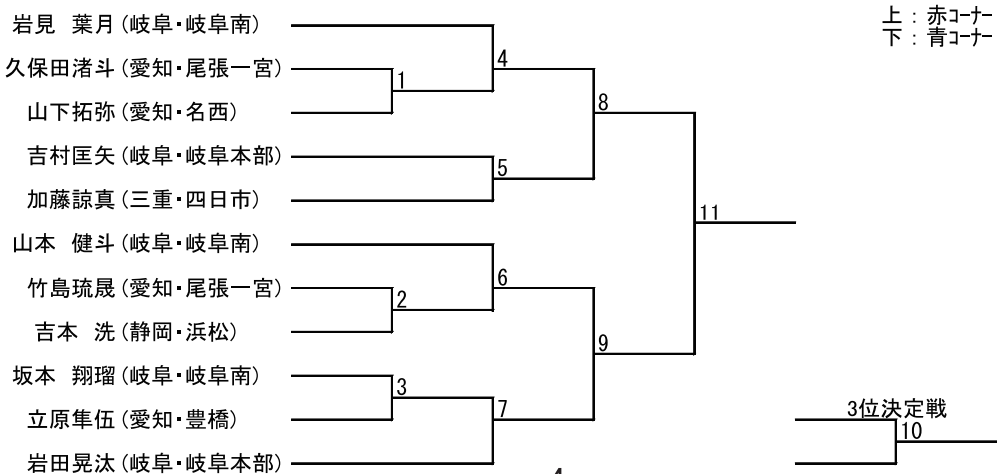 上：赤ｺｰﾅｰ
下：青ｺｰﾅｰ
岩見　葉月(岐阜・岐阜南)
久保田渚斗(愛知・尾張一宮)
山下拓弥(愛知・名西)
吉村匡矢(岐阜・岐阜本部)
加藤諒真(三重・四日市)
山本　健斗(岐阜・岐阜南)
竹島琉晟(愛知・尾張一宮)
吉本　洸(静岡・浜松)
坂本　翔瑠(岐阜・岐阜南)
立原隼伍(愛知・豊橋)
岩田晃汰(岐阜・岐阜本部)
1
2
3
4
5
6
7
8
9
11
3位決定戦
10